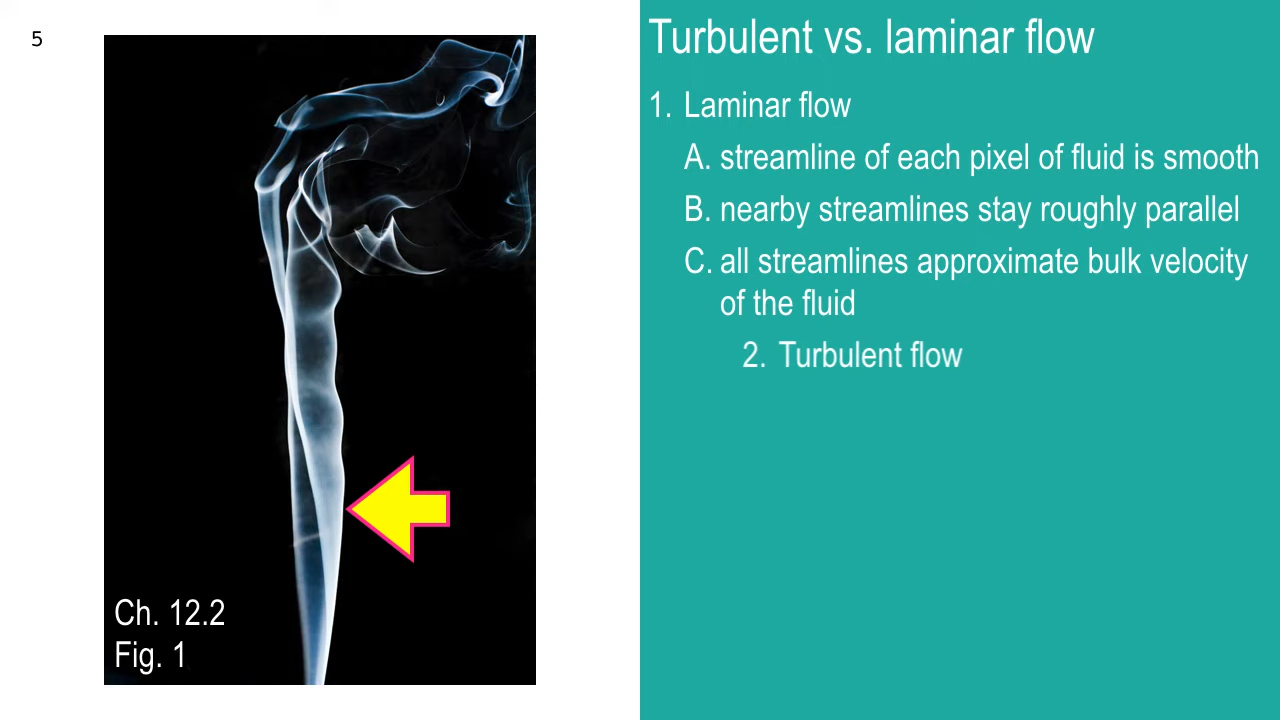 5
Turbulent vs. laminar flow
1. Laminar flow
A. streamline of each pixel of fluid is smooth
B. nearby streamlines stay roughly parallel
C. all streamlines approximate bulk velocity
of the fluid
2. Turbulent flow
Ch. 12.2
Fig. 1